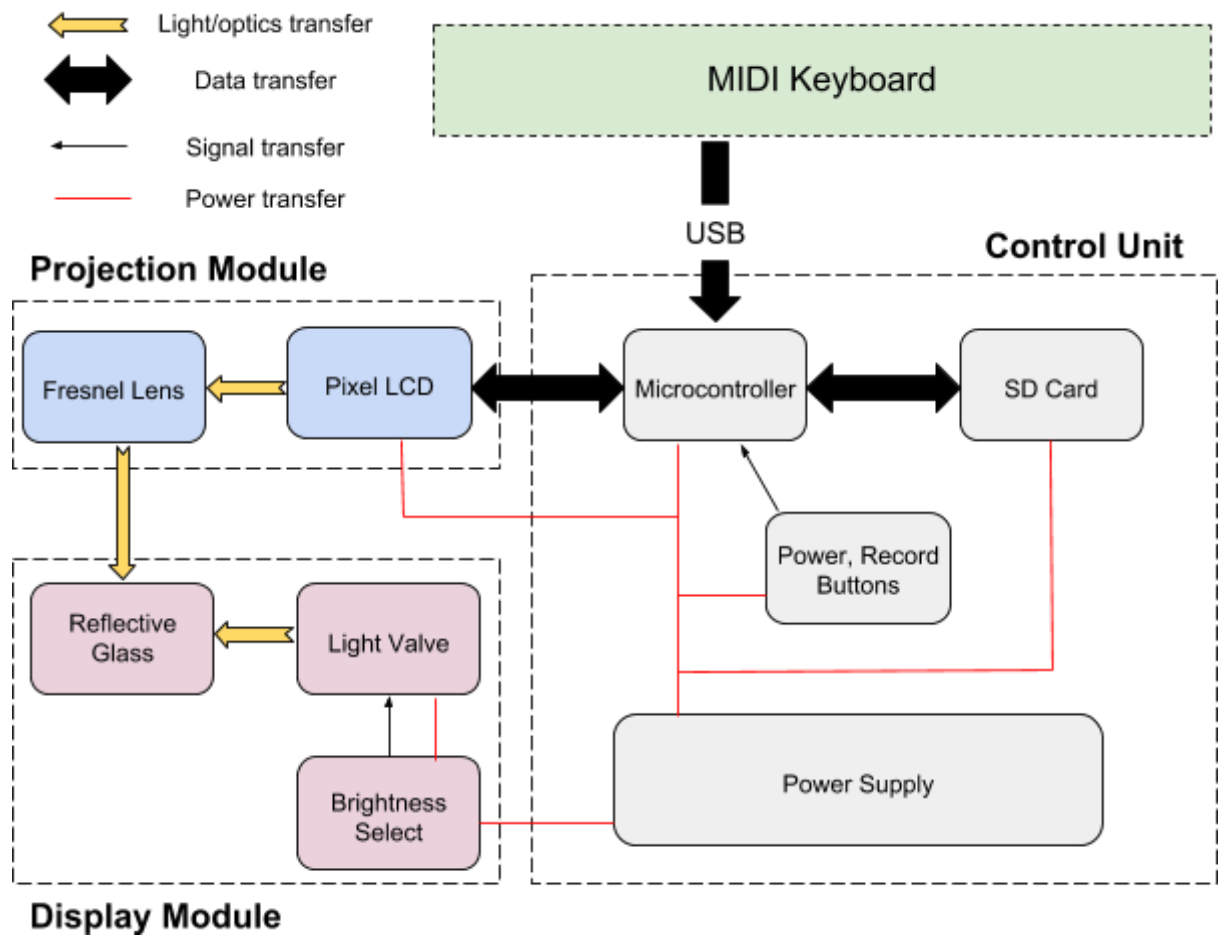 Light/optics transfer
Data transfer
Signal transfer
Power transfer
MIDI Keyboard
USB
Control Unit
Projection Module
Fresnel Lens
Pixel LCD
Microcontroller
SD Card
Power, Record
Buttons
Reflective
Glass
Light Valve
Brightness
Select
Power Supply
Display Module